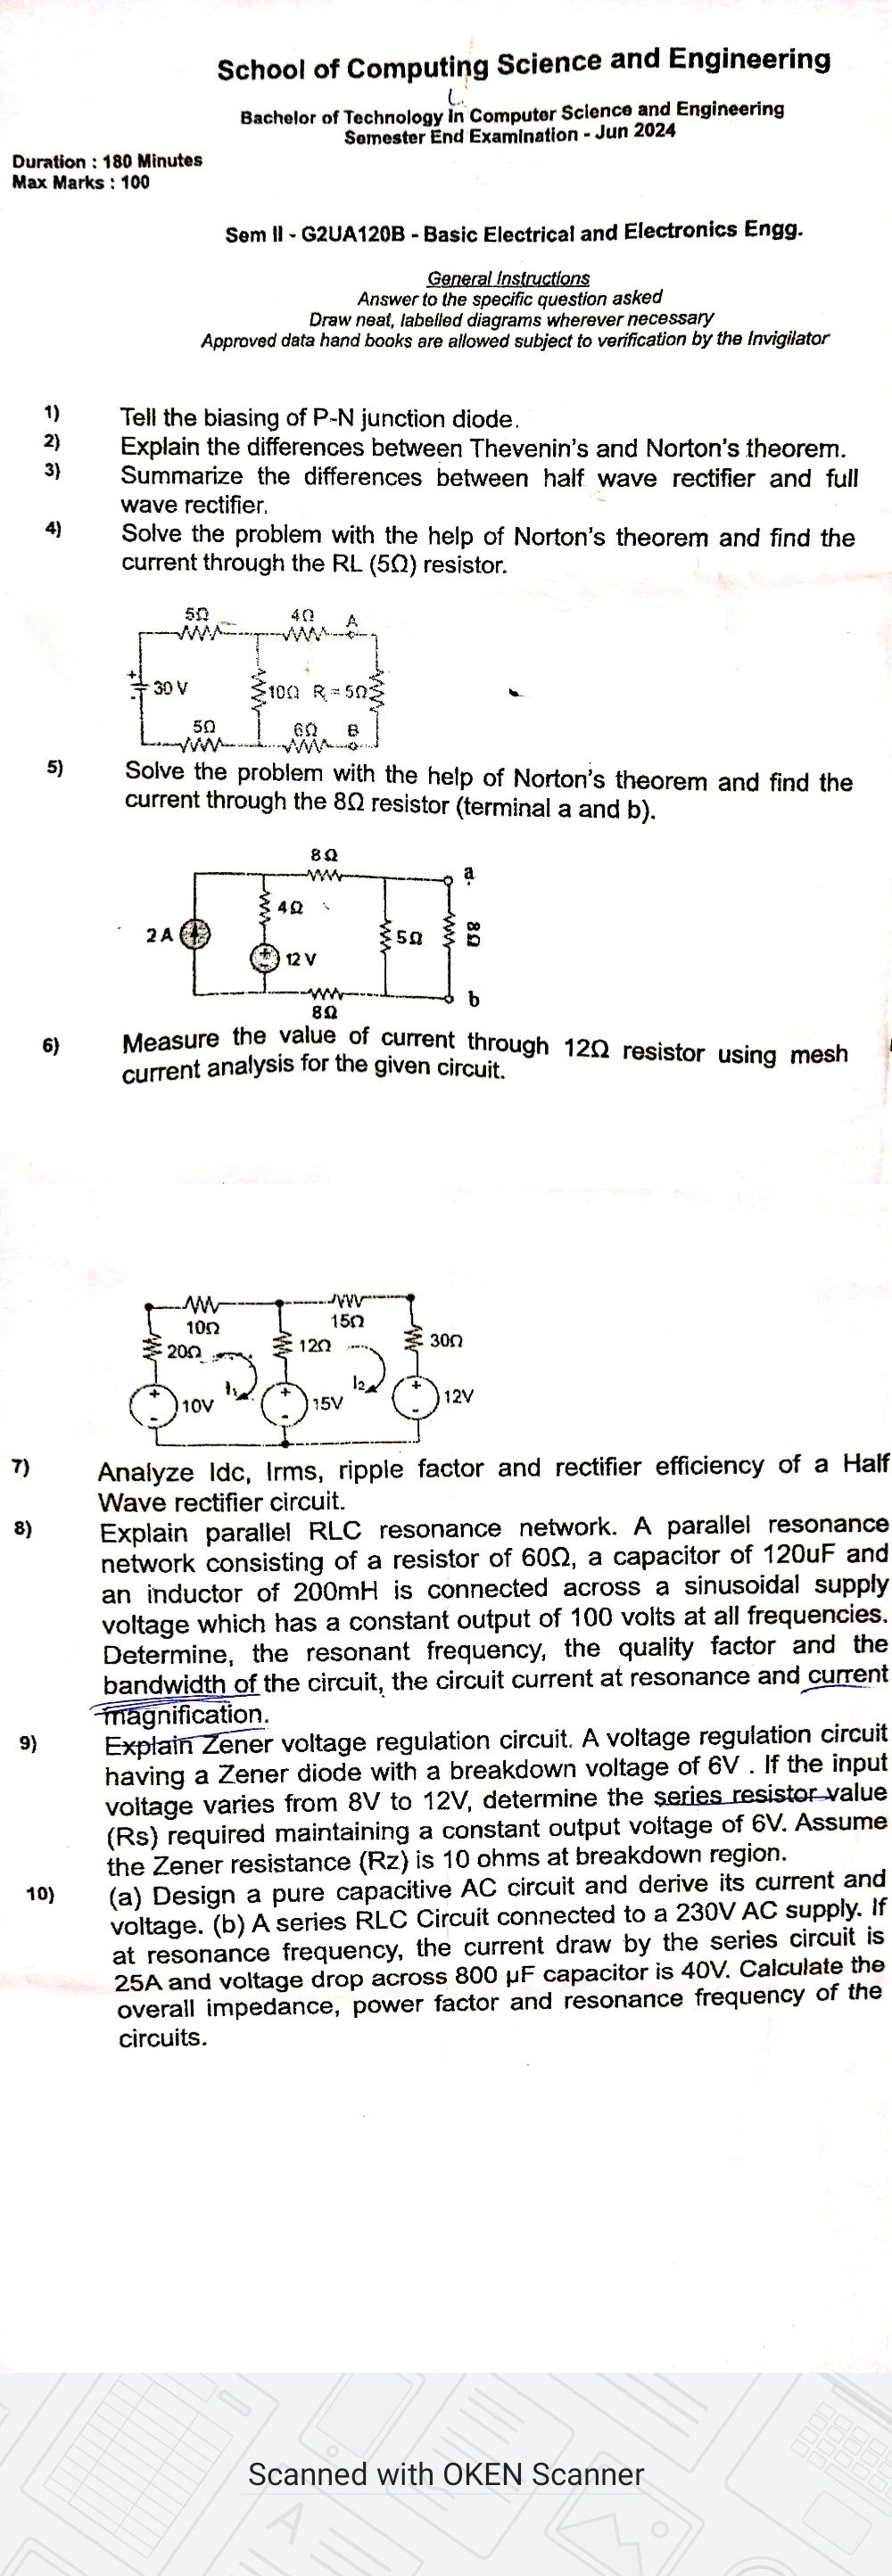 School of Computing Science and Engineering
Bachelor of Technology in Computer Science and Engineering
Semester End Examination - Jun 2024
Duration : 180 Minutes
Max Marks : 100
Sem II - G2UA120B - Basic Electrical and Electronics Engg.
General Instructions
Answer to the specific question asked
Draw neat, labelled diagrams wherever necessary
Approved data hand books are allowed subject to verification by the Invigilator
1) Tell the biasing of P-N junction diode.
2) Explain the differences between Thevenin's and Norton's theorem.
3) Summarize the differences between half wave rectifier and full
wave rectifier.
4) Solve the problem with the help of Norton's theorem and find the
current through the RL (5Ω) resistor.
5Ω 4Ω A
+
30 V 10Ω R = 5Ω
-
5Ω 6Ω B
5) Solve the problem with the help of Norton's theorem and find the
current through the 8Ω resistor (terminal a and b).
8Ω
a
4Ω
2 A 5Ω 8Ω
+
12 V
b
8Ω
6) Measure the value of current through 12Ω resistor using mesh
current analysis for the given circuit.
10Ω 15Ω
20Ω 12Ω 30Ω
I1 I2
+ + +
10V 15V 12V
- - -
7) Analyze Idc, Irms, ripple factor and rectifier efficiency of a Half
Wave rectifier circuit.
8) Explain parallel RLC resonance network. A parallel resonance
network consisting of a resistor of 60Ω, a capacitor of 120uF and
an inductor of 200mH is connected across a sinusoidal supply
voltage which has a constant output of 100 volts at all frequencies.
Determine, the resonant frequency, the quality factor and the
bandwidth of the circuit, the circuit current at resonance and current
magnification.
9) Explain Zener voltage regulation circuit. A voltage regulation circuit
having a Zener diode with a breakdown voltage of 6V . If the input
voltage varies from 8V to 12V, determine the series resistor value
(Rs) required maintaining a constant output voltage of 6V. Assume
the Zener resistance (Rz) is 10 ohms at breakdown region.
10) (a) Design a pure capacitive AC circuit and derive its current and
voltage. (b) A series RLC Circuit connected to a 230V AC supply. If
at resonance frequency, the current draw by the series circuit is
25A and voltage drop across 800 µF capacitor is 40V. Calculate the
overall impedance, power factor and resonance frequency of the
circuits.
Scanned with OKEN Scanner